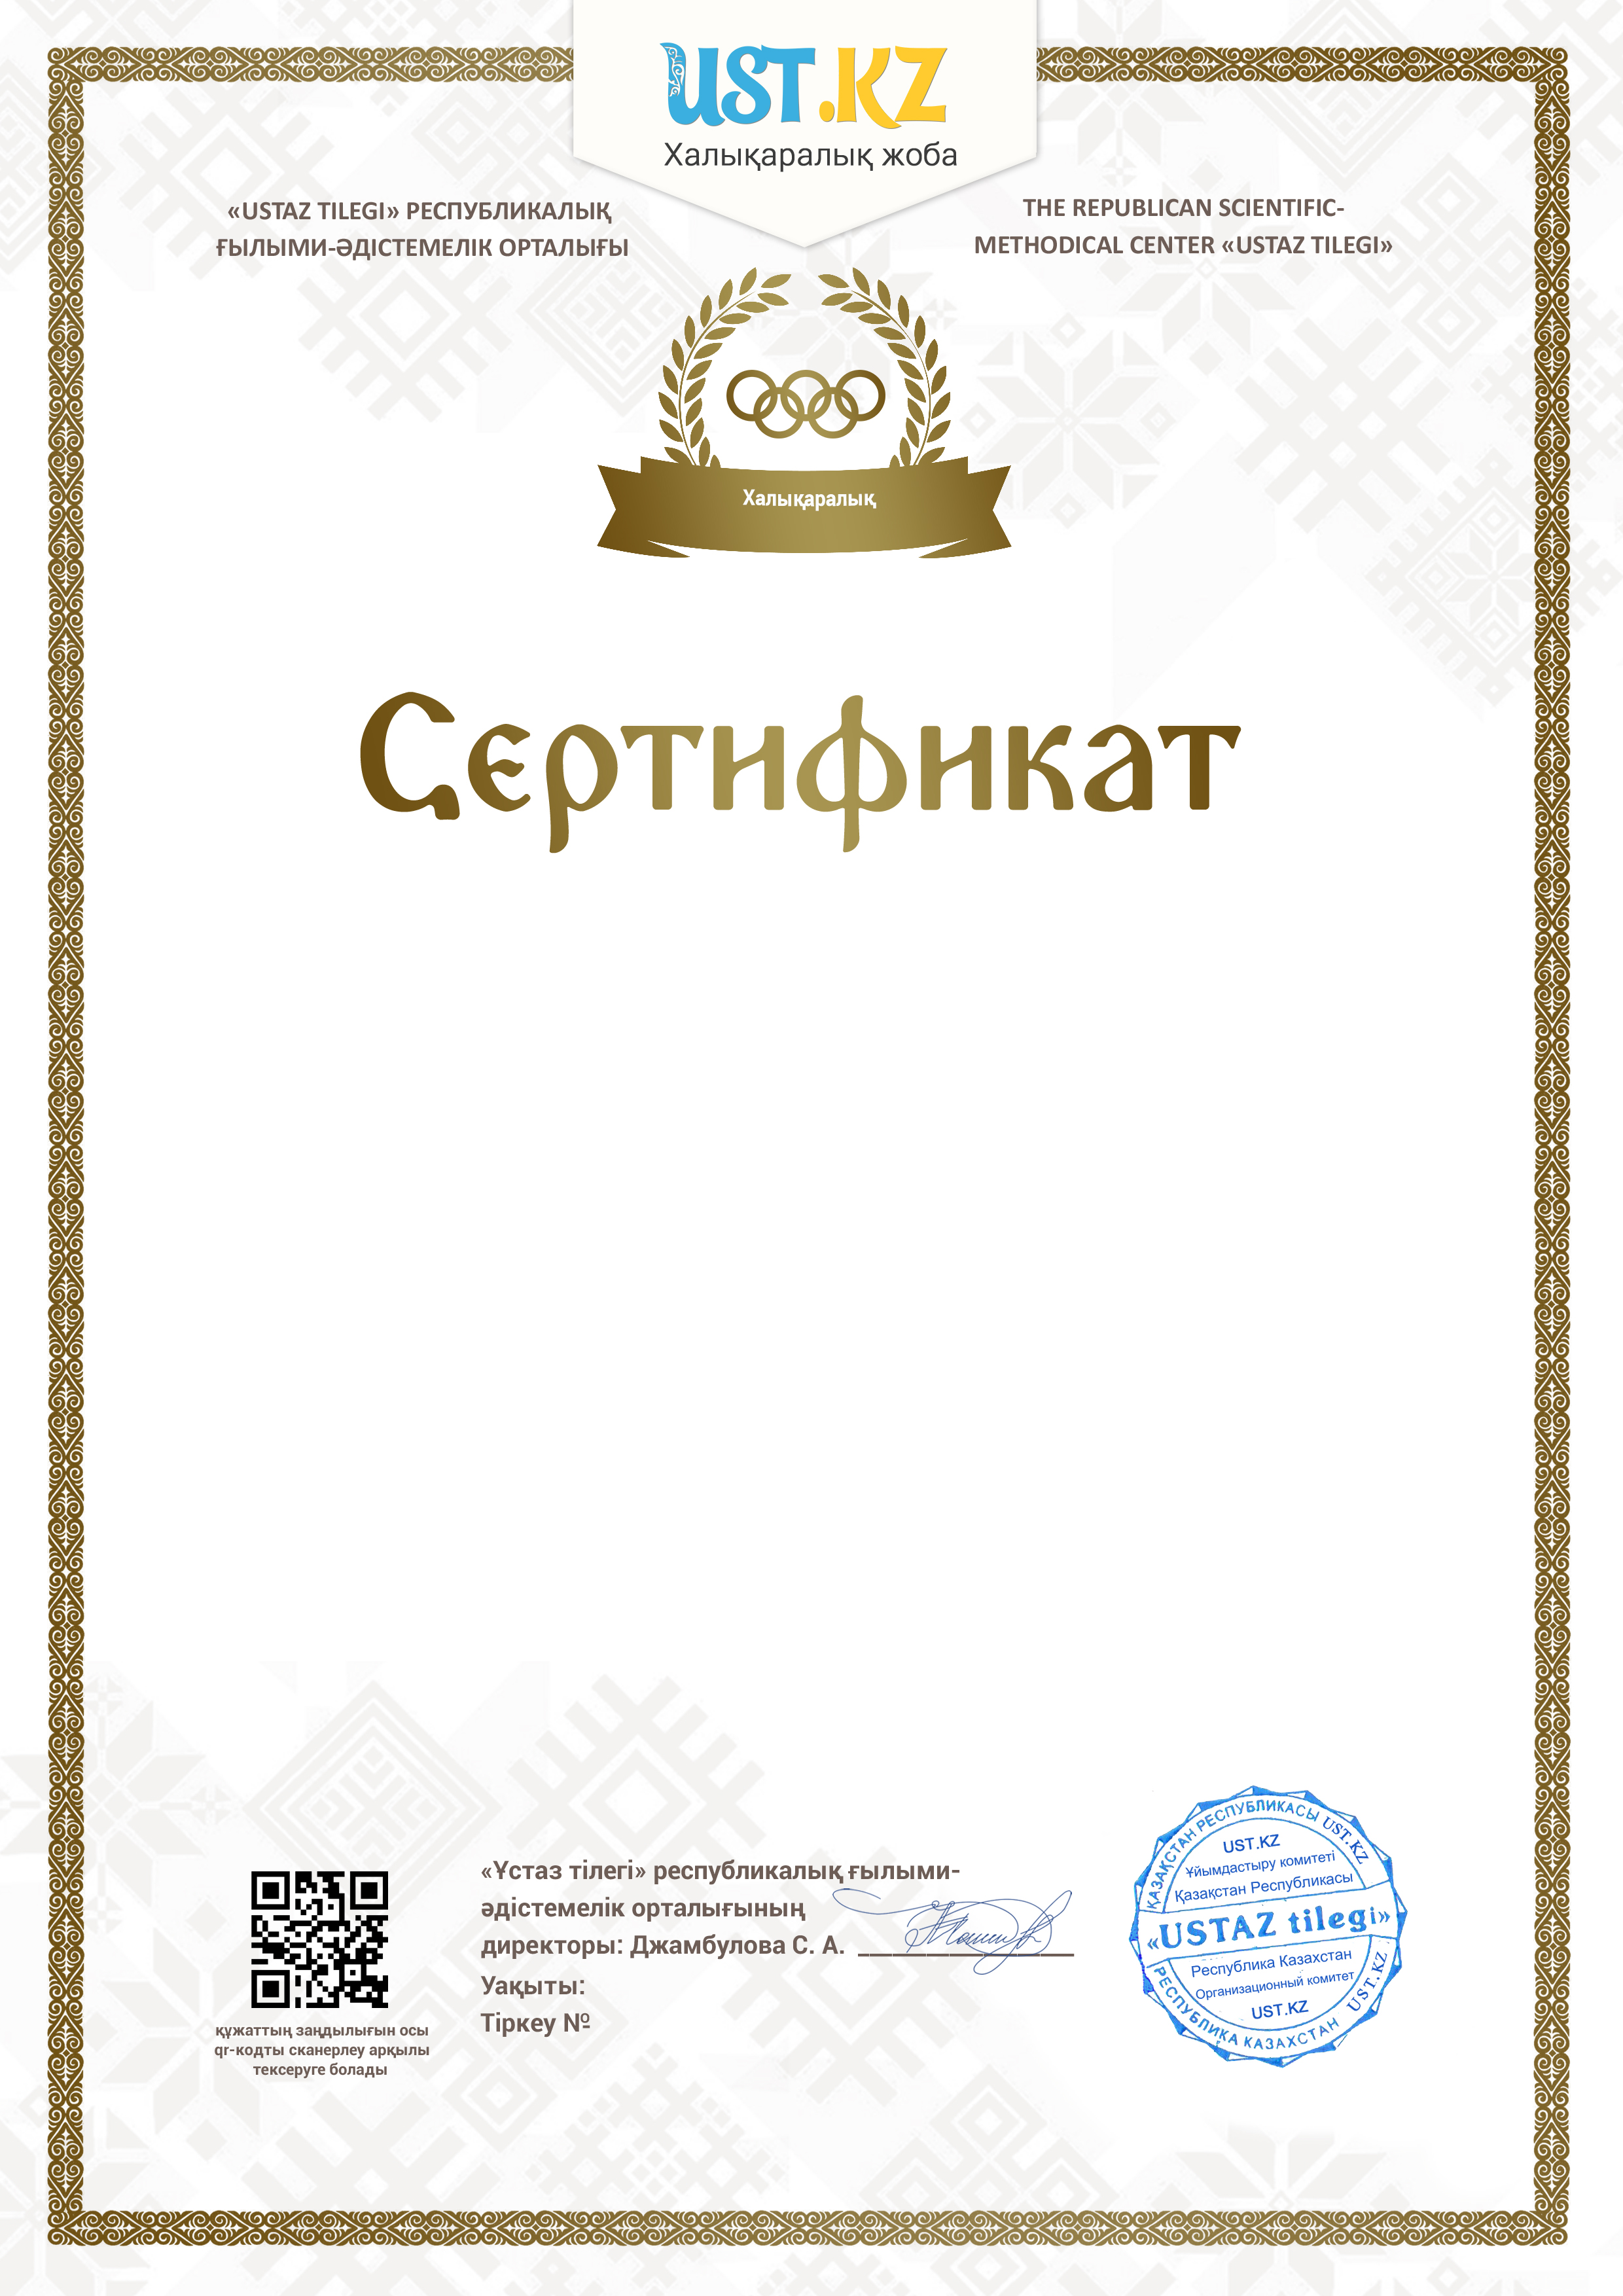 UST.KZ
Халықаралық жоба
«USTAZ TILEGI» РЕСПУБЛИКАЛЫҚ
ҒЫЛЫМИ-ӘДІСТЕМЕЛІК ОРТАЛЫҒЫ
THE REPUBLICAN SCIENTIFIC-
METHODICAL CENTER «USTAZ TILEGI»
Халықаралық
Сертификат
«Ұстаз тілегі» республикалық ғылыми-
әдістемелік орталығының
директоры: Джамбулова С. А.
Уақыты:
Тіркеу №
құжаттың заңдылығын осы
qr-кодты сканерлеу арқылы
тексеруге болады
ҚАЗАҚСТАН РЕСПУБЛИКАСЫ UST.KZ
UST.KZ
Ұйымдастыру комитеті
Қазақстан Республикасы
«USTAZ tilegi»
Республика Казахстан
Организационный комитет
UST.KZ
РЕСПУБЛИКА КАЗАХСТАН UST.KZ